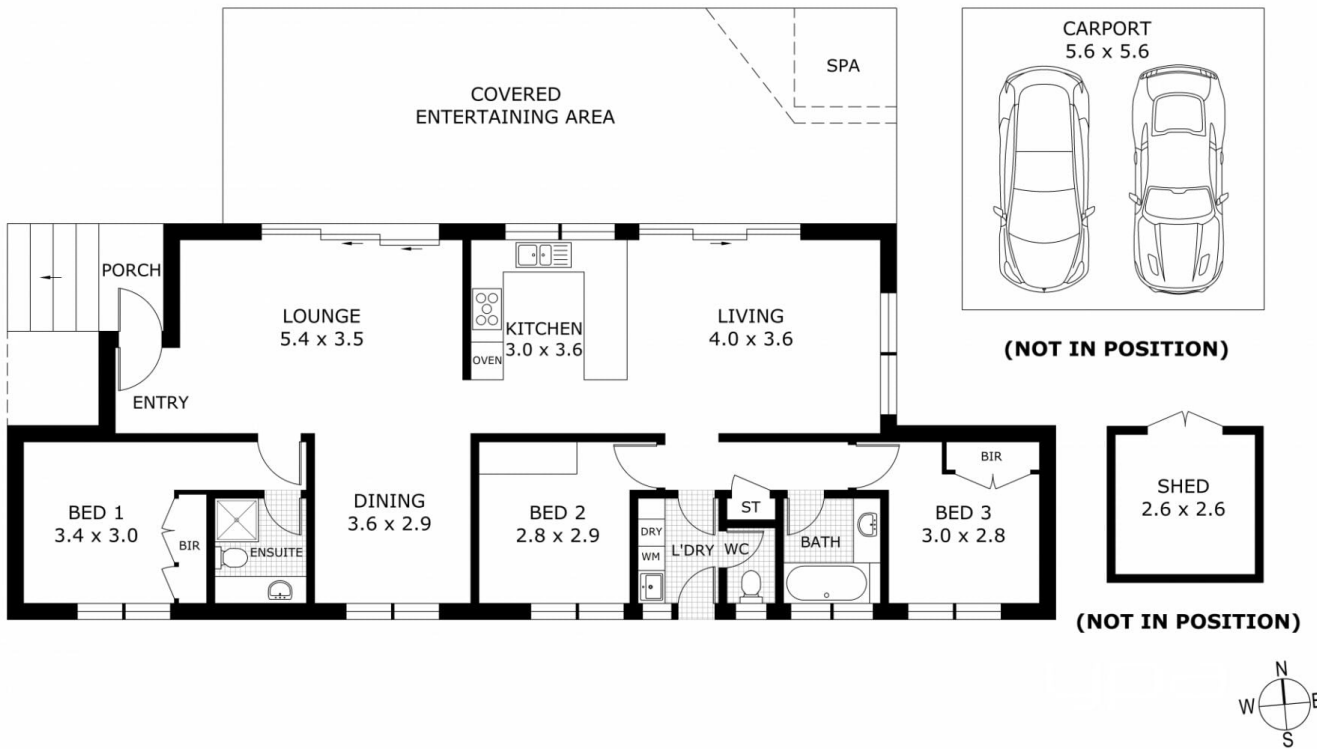 CARPORT
5.6 x 5.6
SPA
COVERED
ENTERTAINING AREA
PORCH
LOUNGE
5.4 x 3.5
KITCHEN
3.0 x 3.6
OVEN
LIVING
4.0 x 3.6
(NOT IN POSITION)
ENTRY
BED 1
3.4 x 3.0
BIR
ENSUITE
DINING
3.6 x 2.9
BED 2
2.8 x 2.9
DRY
WM
L'DRY
WC
ST
BATH
BIR
BED 3
3.0 x 2.8
SHED
2.6 x 2.6
(NOT IN POSITION)
N
W
E
S